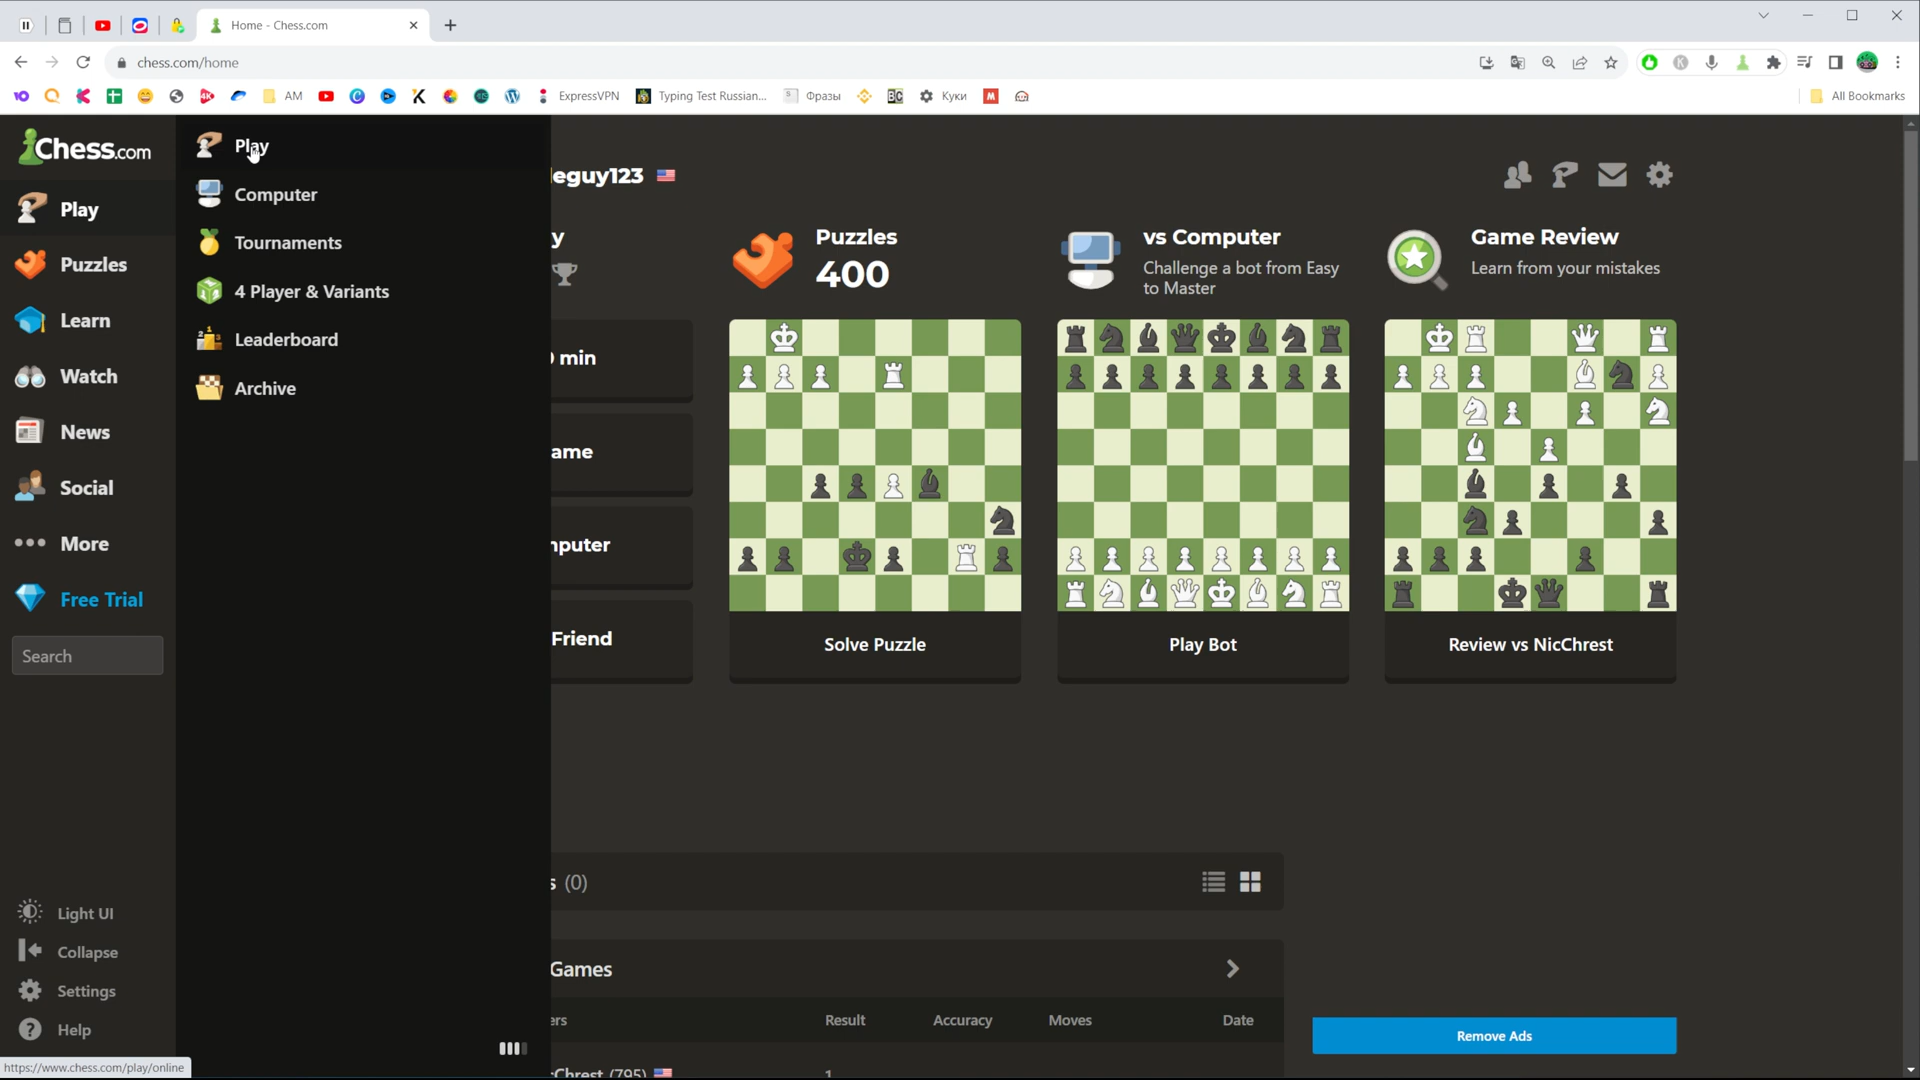 Home - Chess.com
chess.com/home
AM
ExpressVPN
Typing Test Russian...
Фразы
Куки
All Bookmarks
Chess.com
Play
Puzzles
Learn
Watch
News
Social
More
Free Trial
Search
Light UI
Collapse
Settings
Help
https://www.chess.com/play/online
Play
Computer
Tournaments
4 Player & Variants
Leaderboard
Archive
eguy123
y
min
ame
nputer
Friend
Puzzles
400
Solve Puzzle
vs Computer
Challenge a bot from Easy
to Master
Play Bot
Game Review
Learn from your mistakes
Review vs NicChrest
s (0)
Games
ers
Result
Accuracy
Moves
Date
cChrest (795)
1
Remove Ads